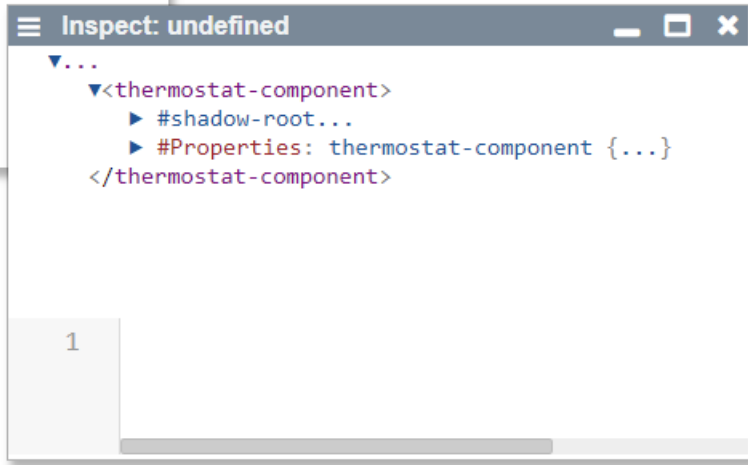 ☰ Inspect: undefined
▼...
▼<thermostat-component>
▶ #shadow-root...
▶ #Properties: thermostat-component {...}
</thermostat-component>
1